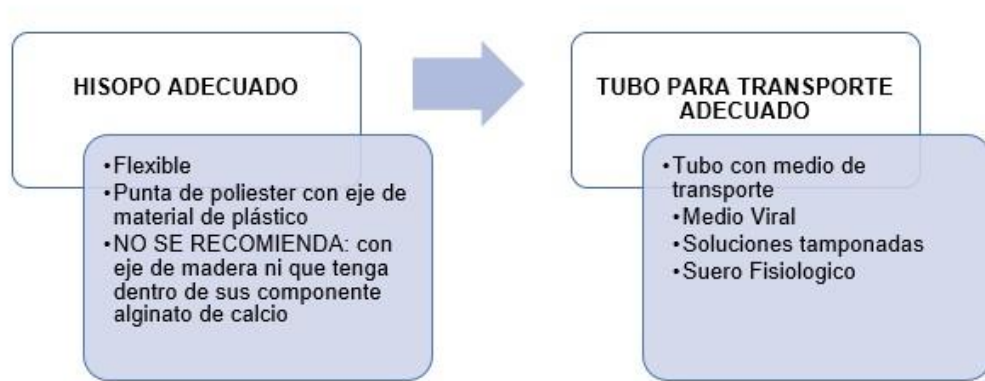 HISOPO ADECUADO
•Flexible
•Punta de poliester con eje de
material de plástico
•NO SE RECOMIENDA: con
eje de madera ni que tenga
dentro de sus componente
alginato de calcio
TUBO PARA TRANSPORTE
ADECUADO
•Tubo con medio de
transporte
•Medio Viral
•Soluciones tamponadas
•Suero Fisiologico